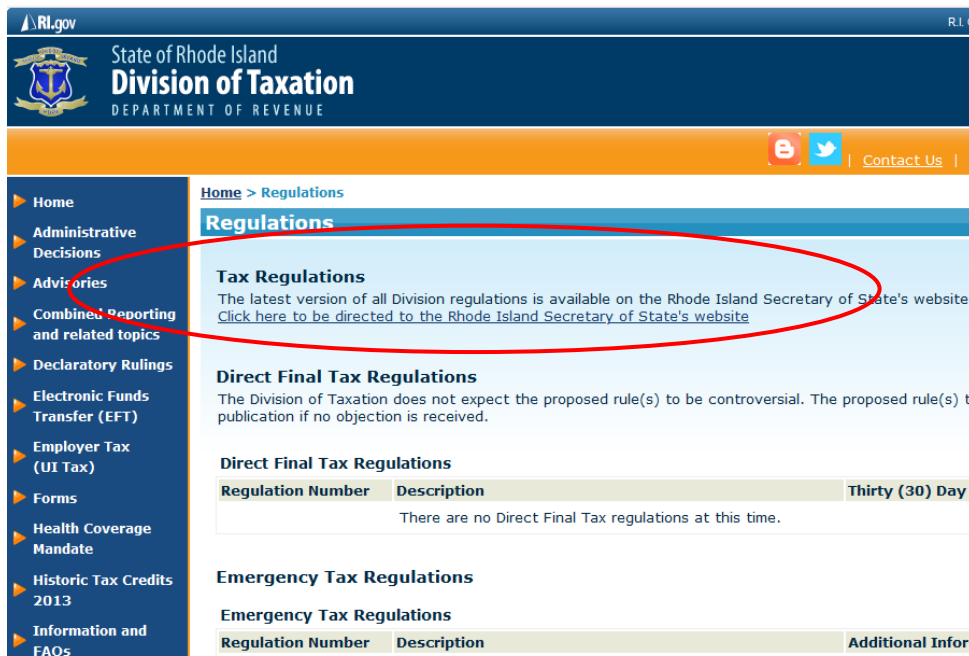 RI.gov
R.I.
State of Rhode Island
Division of Taxation
DEPARTMENT OF REVENUE
| Contact Us |
Home
Administrative
Decisions
Advisories
Combined Reporting
and related topics
Declaratory Rulings
Electronic Funds
Transfer (EFT)
Employer Tax
(UI Tax)
Forms
Health Coverage
Mandate
Historic Tax Credits
2013
Information and
FAQs
Home > Regulations
Regulations
Tax Regulations
The latest version of all Division regulations is available on the Rhode Island Secretary of State's website
Click here to be directed to the Rhode Island Secretary of State's website
Direct Final Tax Regulations
The Division of Taxation does not expect the proposed rule(s) to be controversial. The proposed rule(s) t
publication if no objection is received.
Direct Final Tax Regulations
Regulation Number Description Thirty (30) Day
There are no Direct Final Tax regulations at this time.
Emergency Tax Regulations
Emergency Tax Regulations
Regulation Number Description Additional Infor